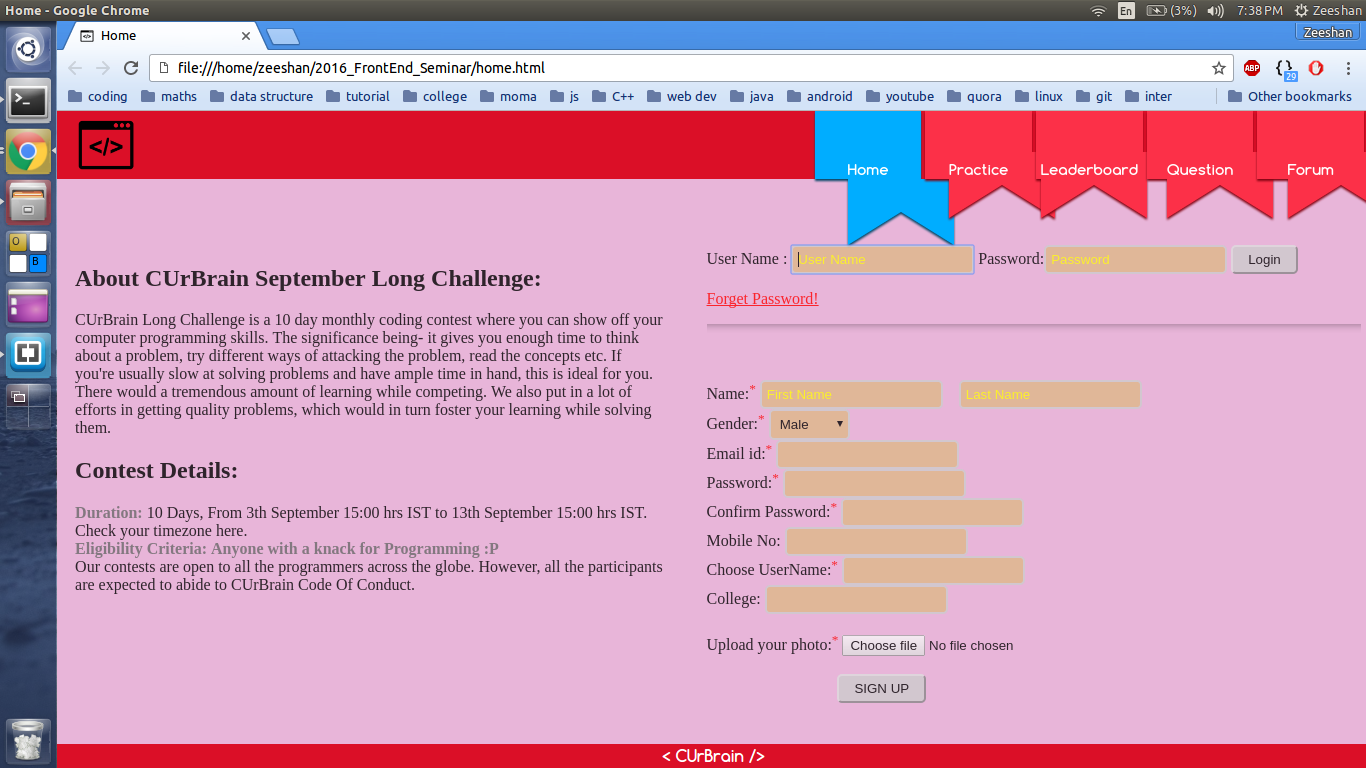 Home - Google Chrome
En (3%) 7:38 PM Zeeshan
Home
Zeeshan
file:///home/zeeshan/2016_FrontEnd_Seminar/home.html
ABP {} 29
coding maths data structure tutorial college moma js C++ web dev java android youtube quora linux git inter Other bookmarks
</>
Home Practice Leaderboard Question Forum
User Name : User Name Password: Password Login
Forget Password!
About CUrBrain September Long Challenge:
CUrBrain Long Challenge is a 10 day monthly coding contest where you can show off your
computer programming skills. The significance being- it gives you enough time to think
about a problem, try different ways of attacking the problem, read the concepts etc. If
you're usually slow at solving problems and have ample time in hand, this is ideal for you.
There would a tremendous amount of learning while competing. We also put in a lot of
efforts in getting quality problems, which would in turn foster your learning while solving
them.
Contest Details:
Duration: 10 Days, From 3th September 15:00 hrs IST to 13th September 15:00 hrs IST.
Check your timezone here.
Eligibility Criteria: Anyone with a knack for Programming :P
Our contests are open to all the programmers across the globe. However, all the participants
are expected to abide to CUrBrain Code Of Conduct.
Name:* First Name Last Name
Gender:* Male
Email id:*
Password:*
Confirm Password:*
Mobile No:
Choose UserName:*
College:
Upload your photo:* Choose file No file chosen
SIGN UP
< CUrBrain />
O
B